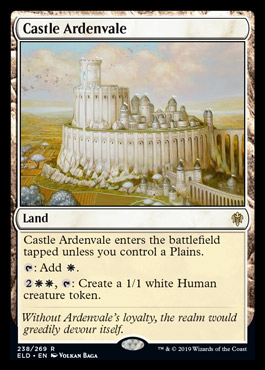 Castle Ardenvale
Land
Castle Ardenvale enters the battlefield
tapped unless you control a Plains.
: Add .
2, : Create a 1/1 white Human
creature token.
Without Ardenvale's loyalty, the realm would
greedily devour itself.
238/269 R
ELD • EN VOLKAN BAGA
™ & © 2019 Wizards of the Coast